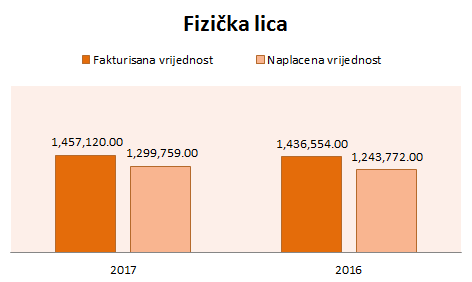 Fizička lica
Fakturisana vrijednost Naplacena vrijednost
1,457,120.00 1,299,759.00 1,436,554.00 1,243,772.00
2017 2016